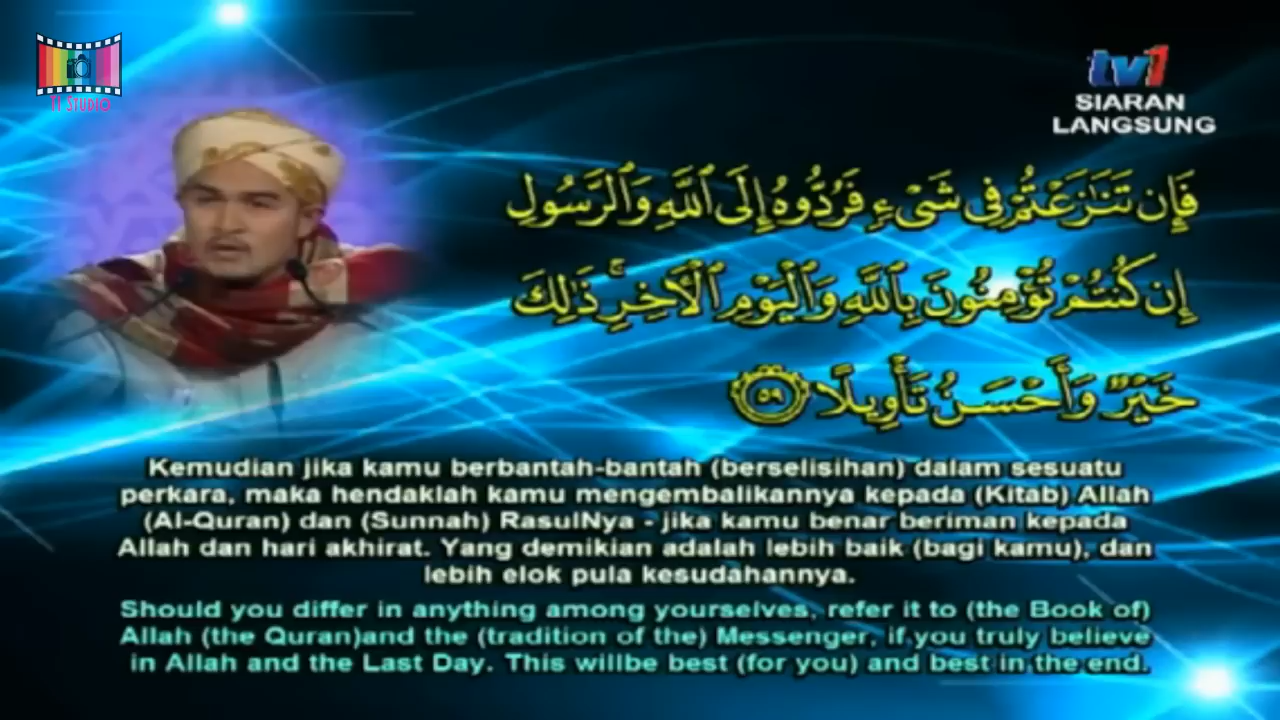 YT STUDIO
tv1
SIARAN
LANGSUNG
فَإِن تَنَـٰزَعْتُمْ فِى شَىْءٍ فَرُدُّوهُ إِلَى ٱللَّهِ وَٱلرَّسُولِ
إِن كُنتُمْ تُؤْمِنُونَ بِٱللَّهِ وَٱلْيَوْمِ ٱلْـَٔاخِرِ ۚ ذَٰلِكَ
خَيْرٌ وَأَحْسَنُ تَأْوِيلًا ٥٩
Kemudian jika kamu berbantah-bantah (berselisihan) dalam sesuatu
perkara, maka hendaklah kamu mengembalikannya kepada (Kitab) Allah
(Al-Quran) dan (Sunnah) RasulNya - jika kamu benar beriman kepada
Allah dan hari akhirat. Yang demikian adalah lebih baik (bagi kamu), dan
lebih elok pula kesudahannya.
Should you differ in anything among yourselves, refer it to (the Book of)
Allah (the Quran)and the (tradition of the) Messenger, if you truly believe
in Allah and the Last Day. This willbe best (for you) and best in the end.